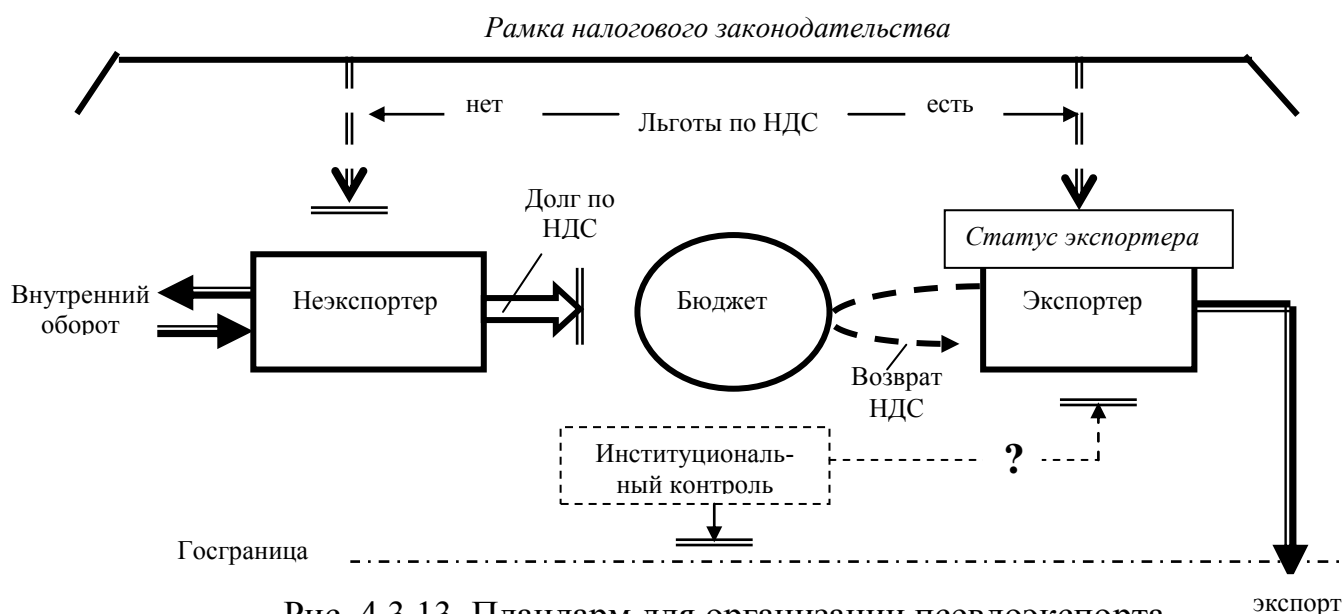 Рамка налогового законодательства
нет
Льготы по НДС
есть
Долг по
НДС
Статус экспортера
Внутренний
оборот
Неэкспортер
Бюджет
Экспортер
Возврат
НДС
Институциональ-
ный контроль
?
Госграница
экспорт
Рис. 4.3.13. Плацдарм для организации псевдоэкспорта